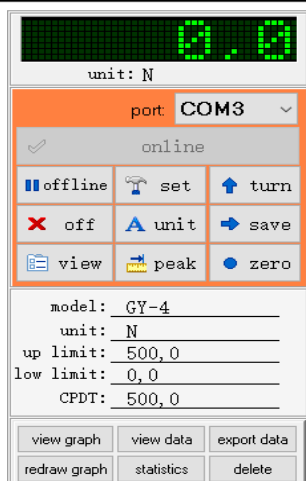 0,0
unit: N
port: COM3
online
offline set turn
off unit save
view peak zero
model: GY-4
unit: N
up limit: 500,0
low limit: 0,0
CPDT: 500,0
view graph view data export data
redraw graph statistics delete